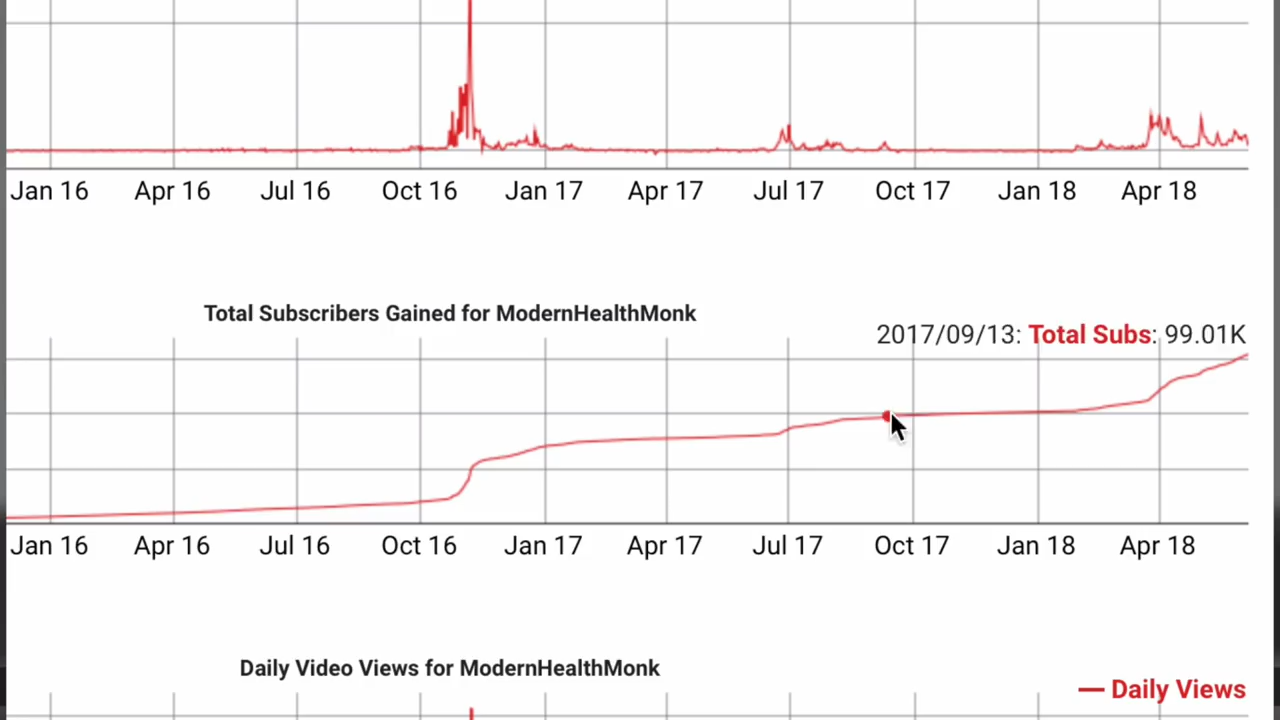 Jan 16 Apr 16 Jul 16 Oct 16 Jan 17 Apr 17 Jul 17 Oct 17 Jan 18 Apr 18
Total Subscribers Gained for ModernHealthMonk
2017/09/13: Total Subs: 99.01K
Jan 16 Apr 16 Jul 16 Oct 16 Jan 17 Apr 17 Jul 17 Oct 17 Jan 18 Apr 18
Daily Video Views for ModernHealthMonk
Daily Views